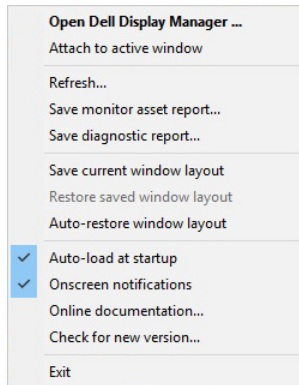 Open Dell Display Manager ...
Attach to active window
Refresh...
Save monitor asset report...
Save diagnostic report...
Save current window layout
Restore saved window layout
Auto-restore window layout
Auto-load at startup
Onscreen notifications
Online documentation...
Check for new version...
Exit